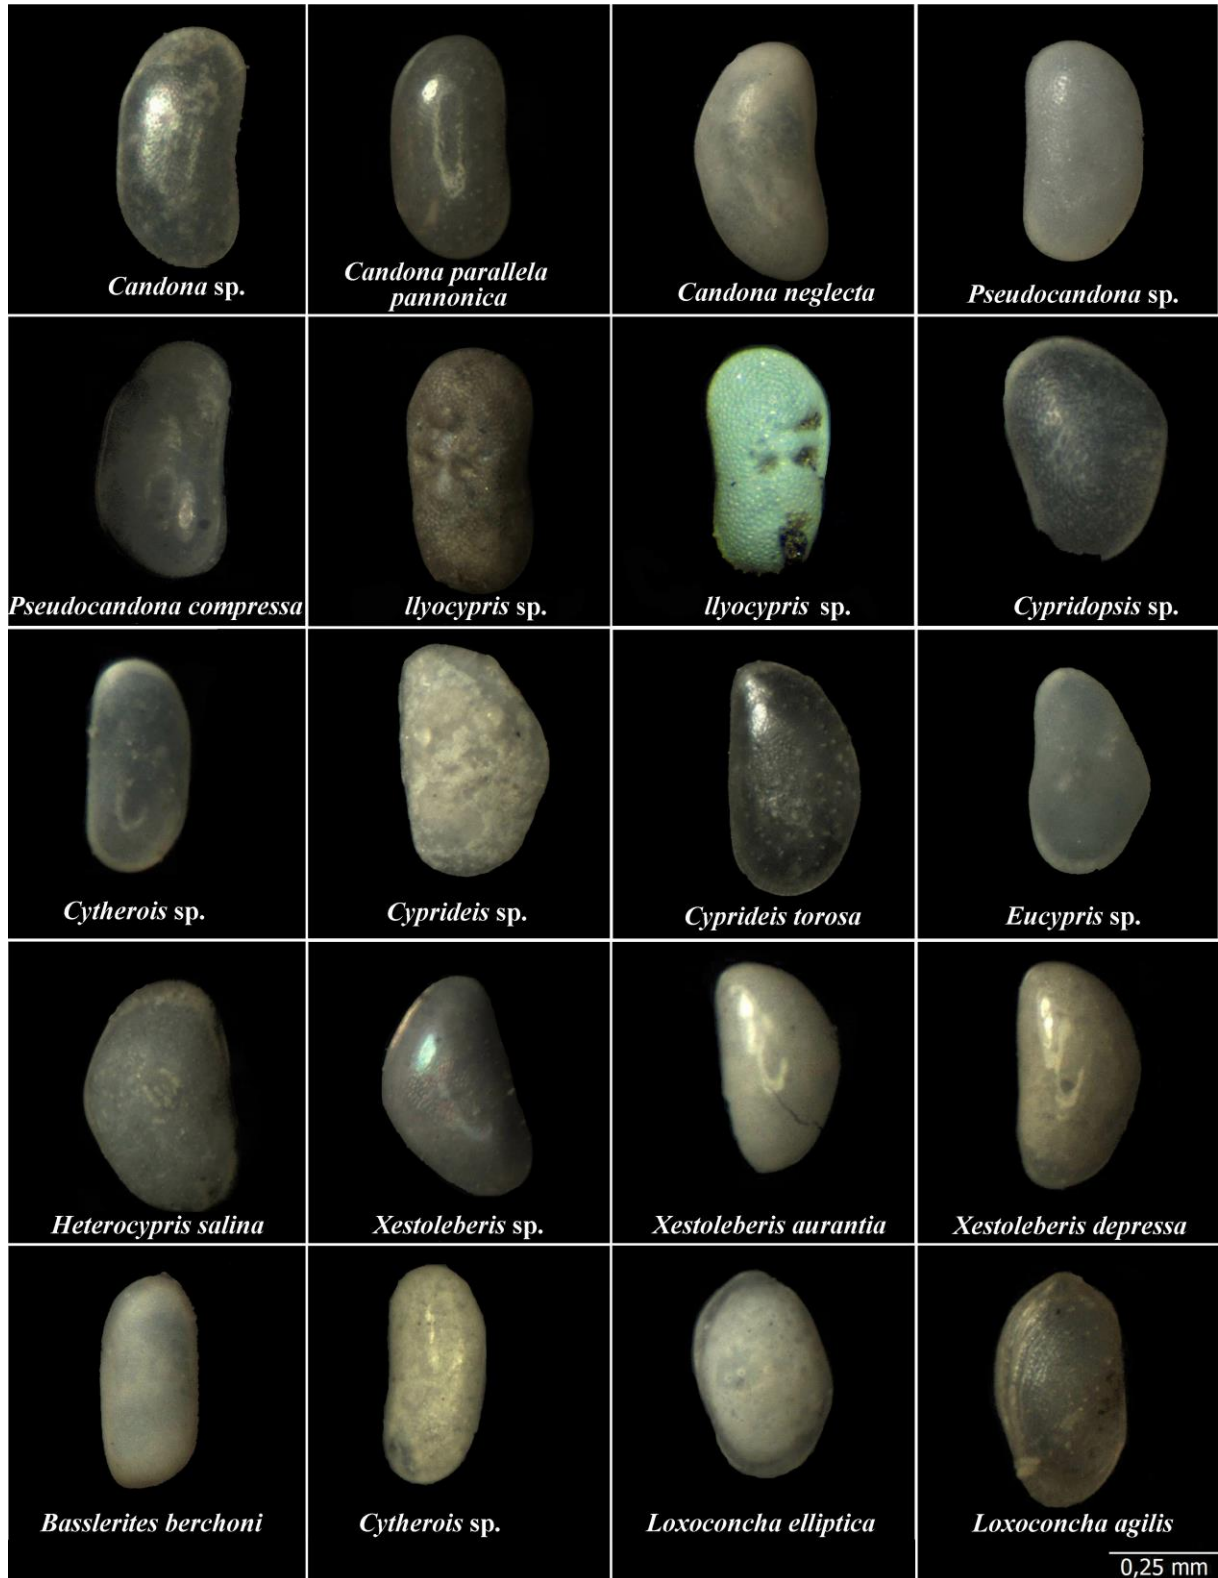 Candona sp.
Candona parallela
pannonica
Candona neglecta
Pseudocandona sp.
Pseudocandona compressa
llyocypris sp.
llyocypris sp.
Cypridopsis sp.
Cytherois sp.
Cyprideis sp.
Cyprideis torosa
Eucypris sp.
Heterocypris salina
Xestoleberis sp.
Xestoleberis aurantia
Xestoleberis depressa
Basslerites berchoni
Cytherois sp.
Loxoconcha elliptica
Loxoconcha agilis
0,25 mm